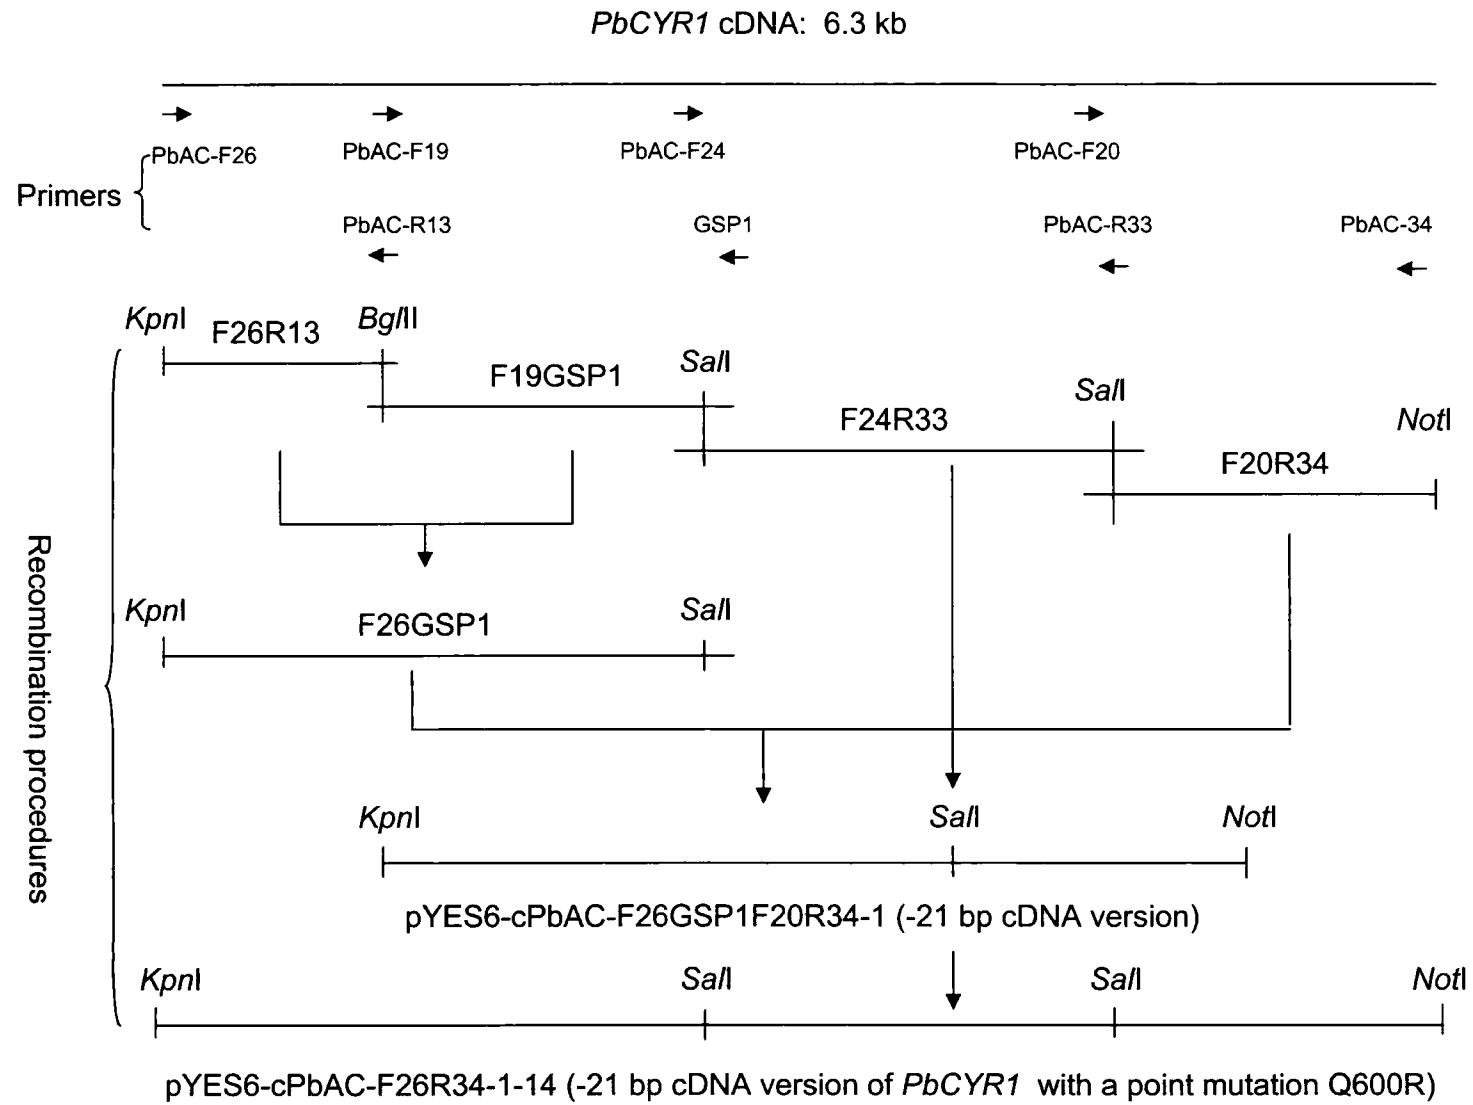 PbCYR1 cDNA: 6.3 kb
PbAC-F26
PbAC-F19
PbAC-F24
PbAC-F20
Primers
PbAC-R13
GSP1
PbAC-R33
PbAC-34
KpnI
F26R13
BglII
F19GSP1
SalI
F24R33
SalI
NotI
F20R34
Recombination procedures
KpnI
F26GSP1
SalI
KpnI
SalI
NotI
pYES6-cPbAC-F26GSP1F20R34-1 (-21 bp cDNA version)
KpnI
SalI
SalI
NotI
pYES6-cPbAC-F26R34-1-14 (-21 bp cDNA version of PbCYR1 with a point mutation Q600R)